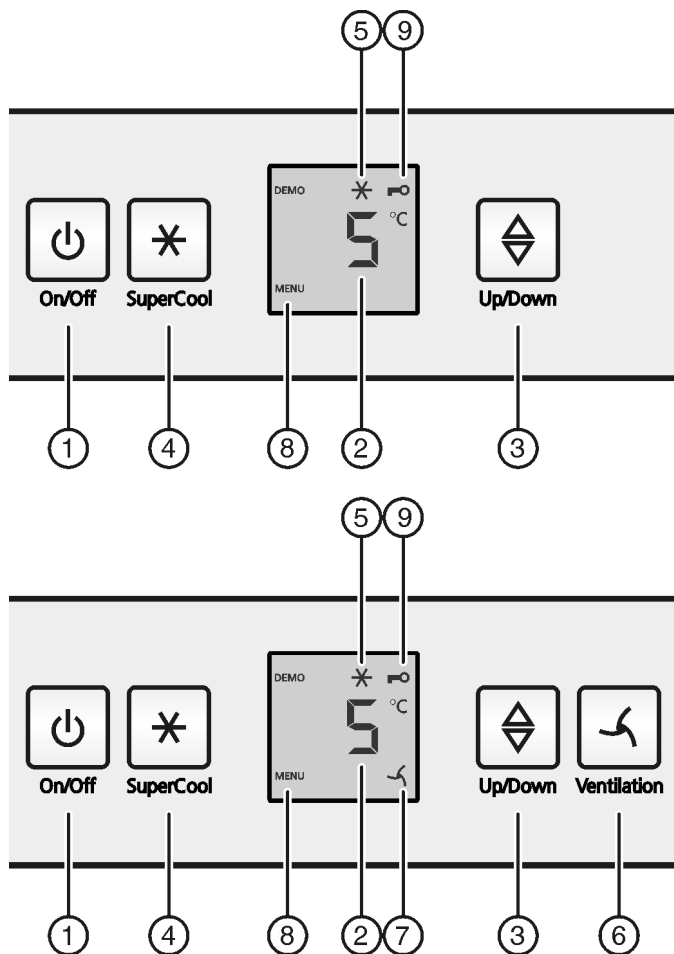 5 9
DEMO
5 °C
MENU
On/Off SuperCool Up/Down
1 4 8 2 3
5 9
DEMO
5 °C
MENU
On/Off SuperCool Up/Down Ventilation
1 4 8 2 7 3 6